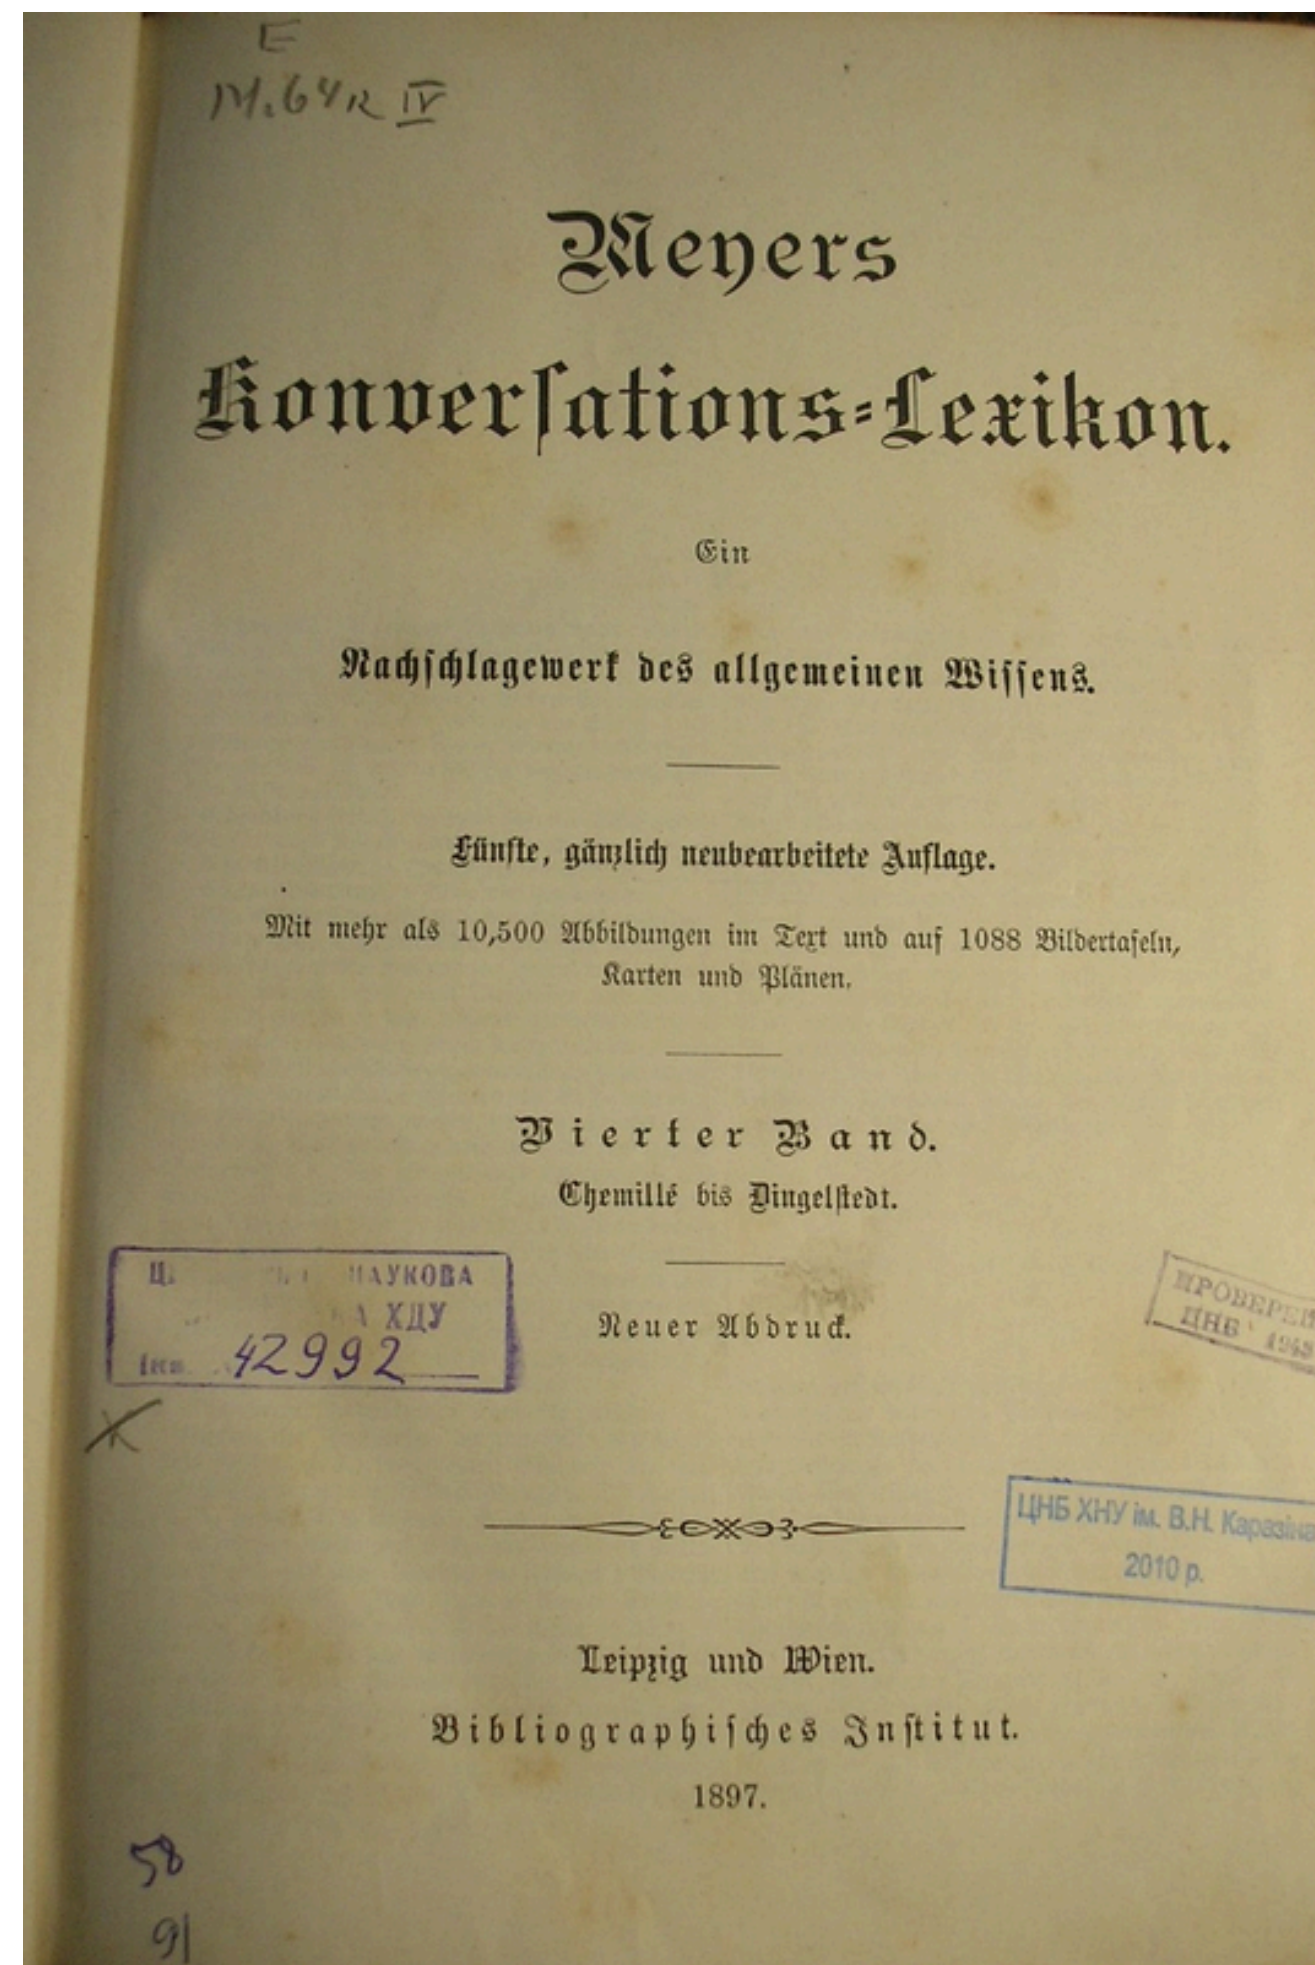 E
M.64R IV
Meyers
Konverſations-Lexikon.
Ein
Nachſchlagewerk des allgemeinen Wiſſens.
Fünfte, gänzlich neubearbeitete Auflage.
Mit mehr als 10,500 Abbildungen im Text und auf 1088 Bildertafeln,
Karten und Plänen.
Vierter Band.
Chemillé bis Dingelſtedt.
НАУКОВА
ХДУ
Інв. 42992
Neuer Abdruck.
ЦНБ
ЦНБ ХНУ ім. В.Н. Каразіна
2010 р.
Leipzig und Wien.
Bibliographiſches Inſtitut.
1897.
58
91